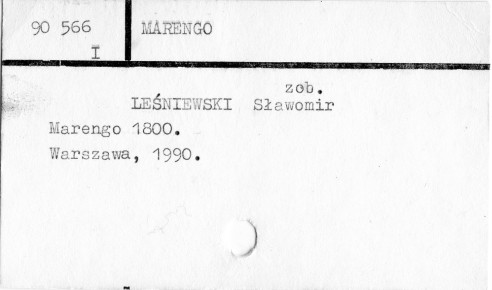 90 566
I
MARENGO
zob.
LEŚNIEWSKI Sławomir
Marengo 1800.
Warszawa, 1990.